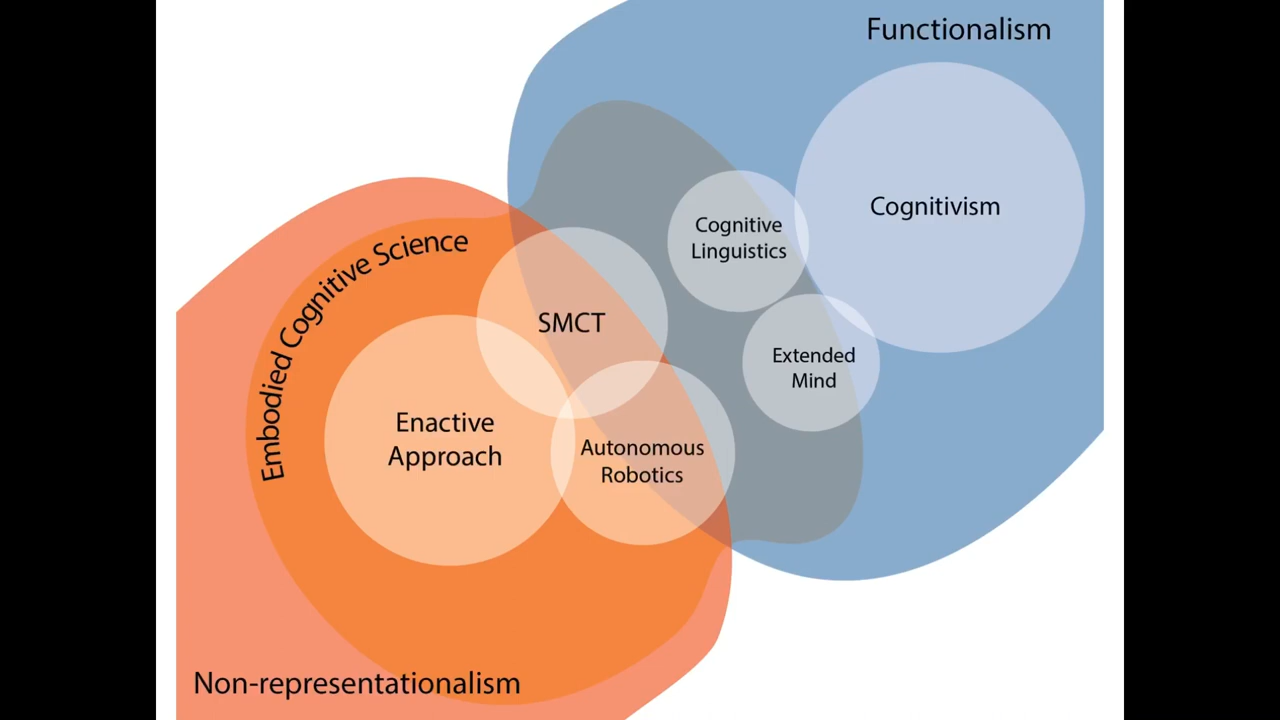 Functionalism
Cognitivism
Cognitive
Linguistics
Embodied Cognitive Science
SMCT
Extended
Mind
Enactive
Approach
Autonomous
Robotics
Non-representationalism